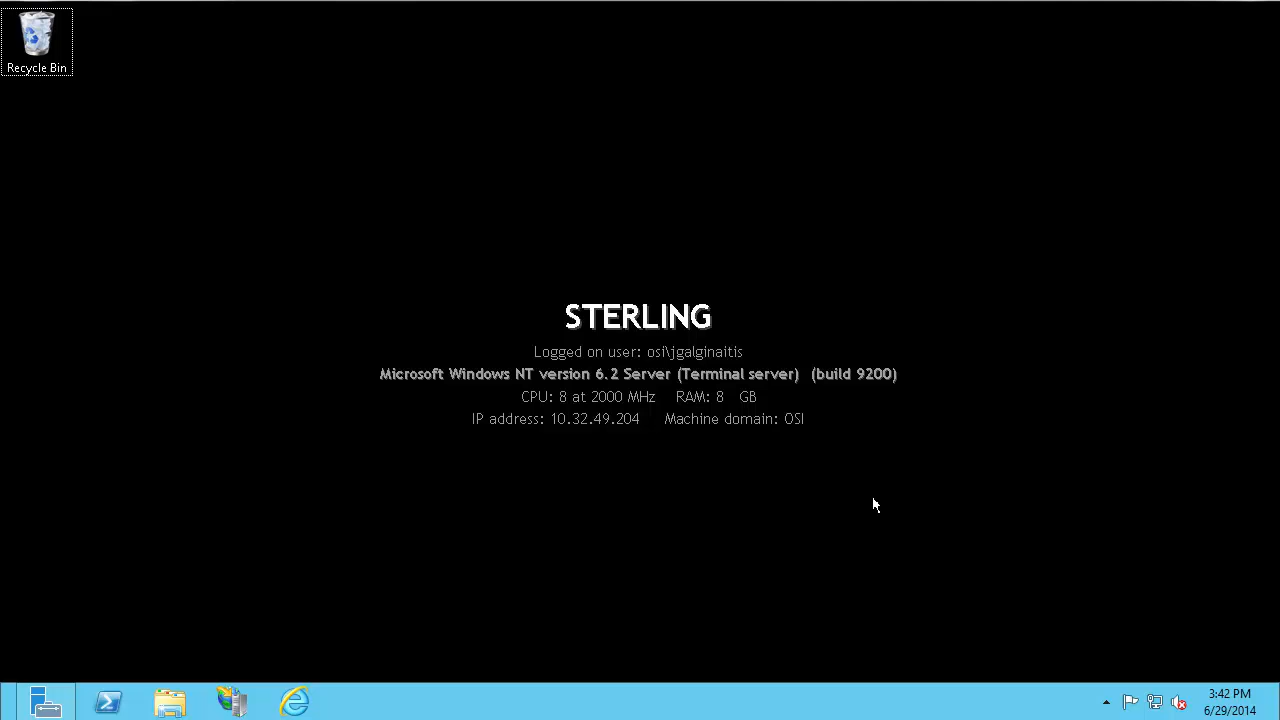 Recycle Bin
STERLING
Logged on user: osi\jgalginaitis
Microsoft Windows NT version 6.2 Server (Terminal server) (build 9200)
CPU: 8 at 2000 MHz RAM: 8 GB
IP address: 10.32.49.204 Machine domain: OSI
3:42 PM
6/29/2014